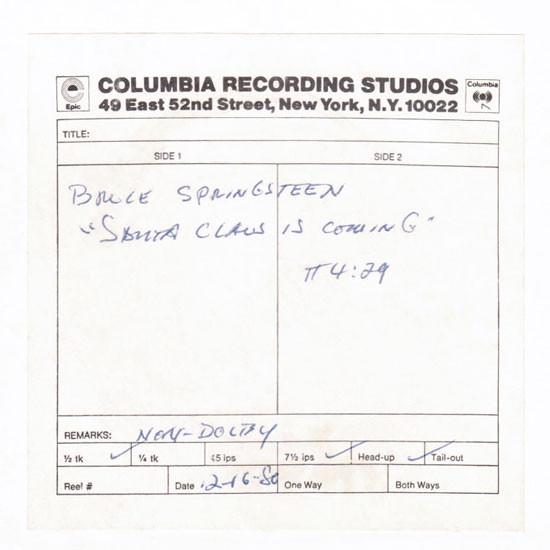 Epic
COLUMBIA RECORDING STUDIOS
49 East 52nd Street, New York, N.Y. 10022
Columbia
TITLE:
SIDE 1
SIDE 2
BRUCE SPRINGSTEEN
"SANTA CLAUS IS COMING"
π 4:29
REMARKS: NON-DOLBY
½ tk ✓ ¼ tk 15 ips 7½ ips ✓ Head-up ✓ Tail-out
Reel # Date 12-16-80 One Way Both Ways